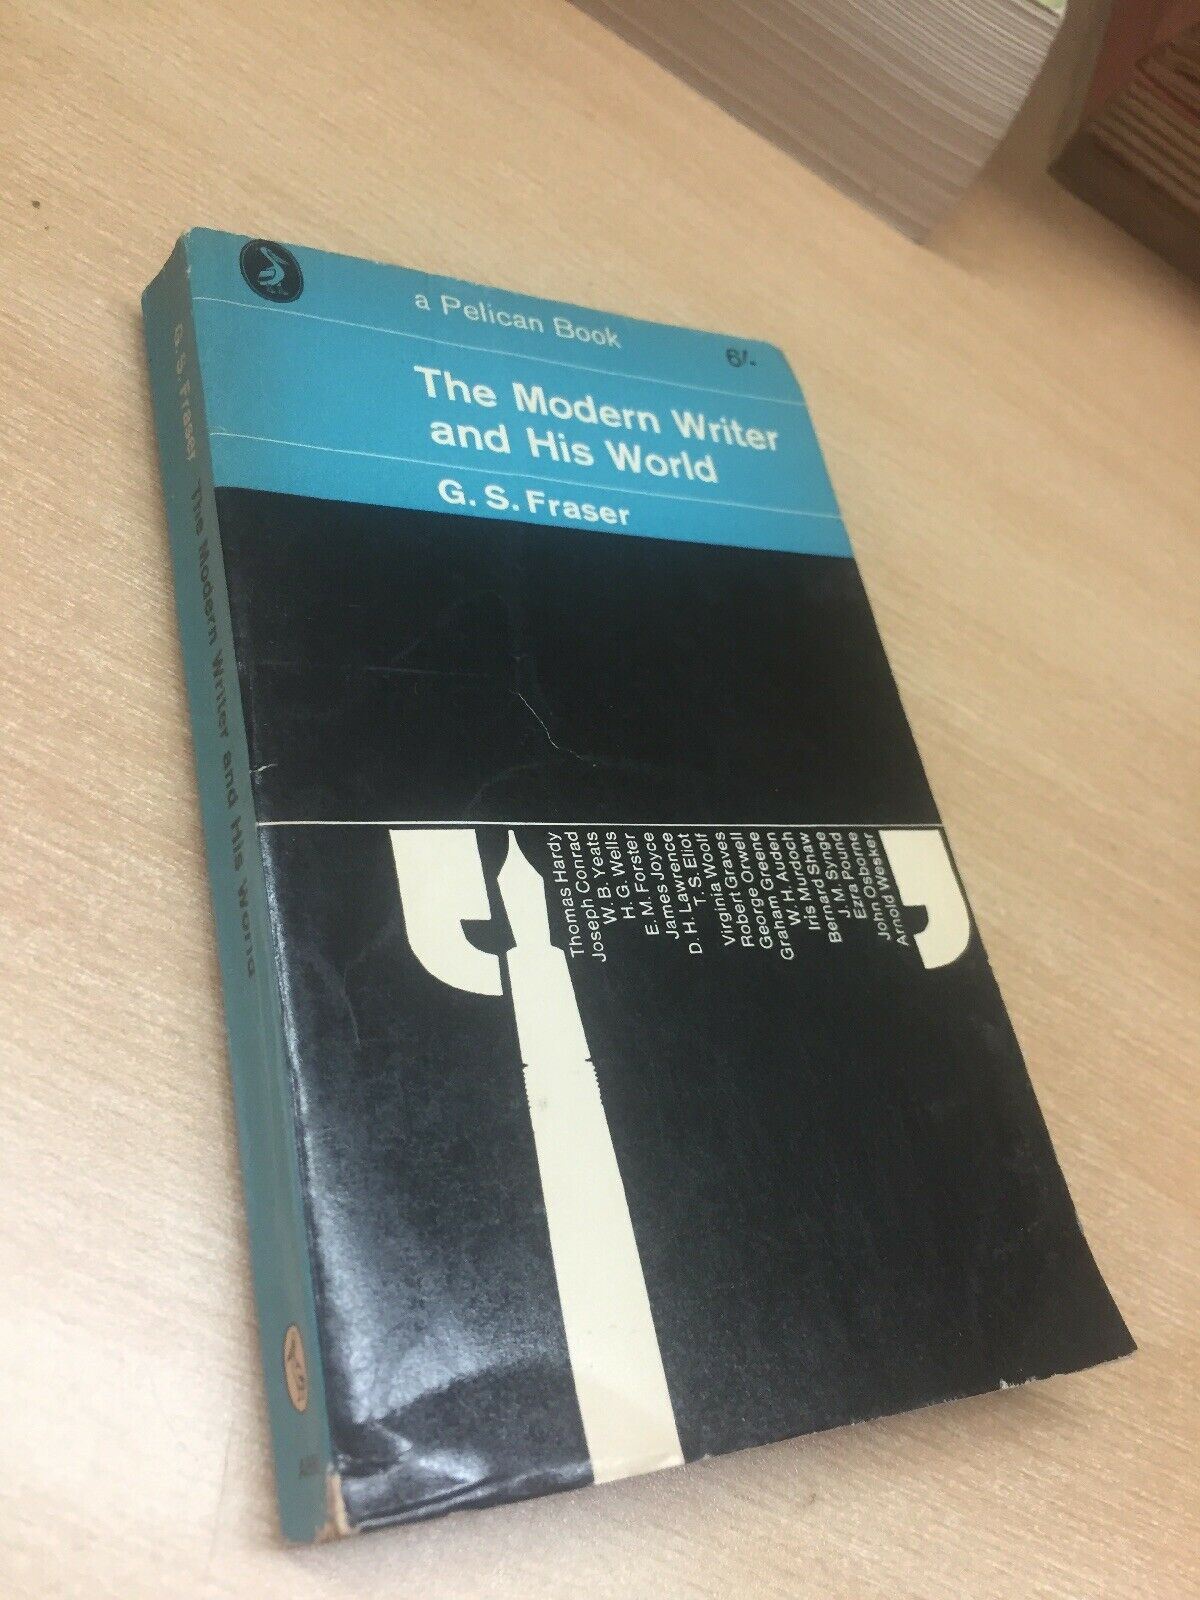 a Pelican Book
6/-
The Modern Writer
and His World
G. S. Fraser
Thomas Hardy
Joseph Conrad
W. B. Yeats
H. G. Wells
E. M. Forster
James Joyce
D. H. Lawrence
T. S. Eliot
Virginia Woolf
Robert Graves
George Orwell
Graham Greene
W. H. Auden
Iris Murdoch
Bernard Shaw
J. M. Synge
Ezra Pound
John Osborne
Arnold Wesker
G. S. Fraser The Modern Writer and His World